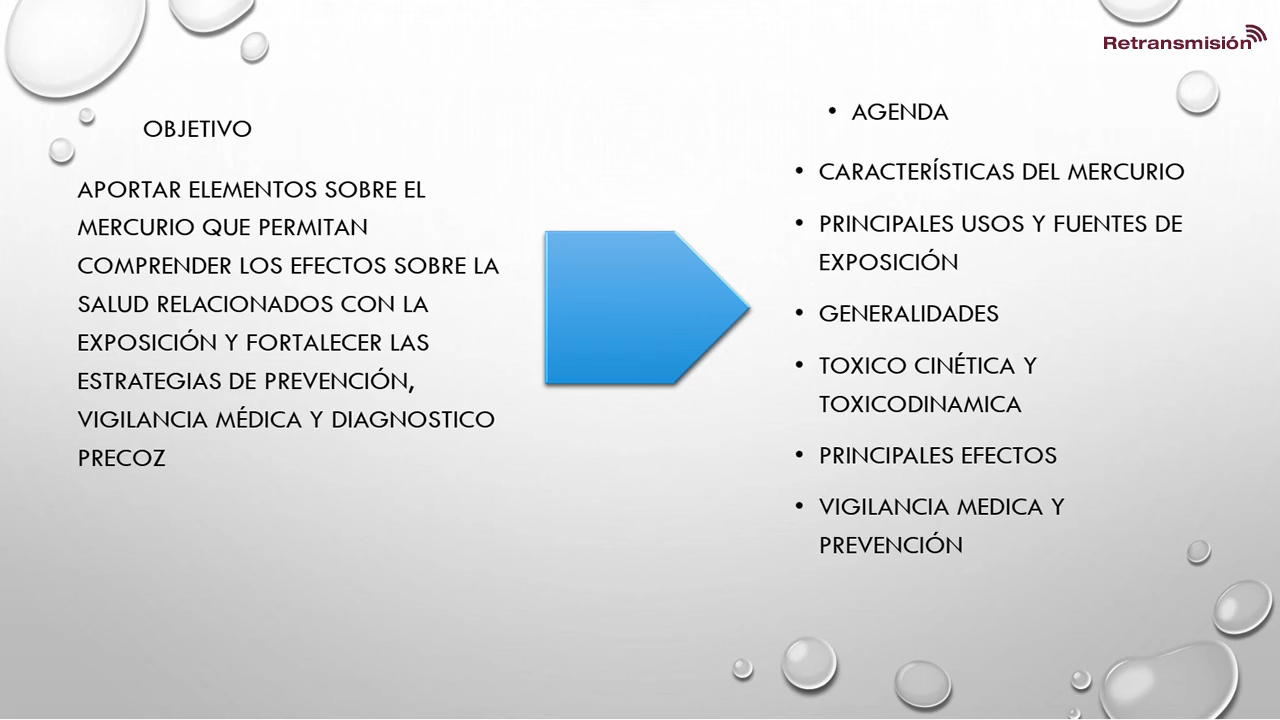 Retransmisión
OBJETIVO
APORTAR ELEMENTOS SOBRE EL
MERCURIO QUE PERMITAN
COMPRENDER LOS EFECTOS SOBRE LA
SALUD RELACIONADOS CON LA
EXPOSICIÓN Y FORTALECER LAS
ESTRATEGIAS DE PREVENCIÓN,
VIGILANCIA MÉDICA Y DIAGNOSTICO
PRECOZ
• AGENDA
• CARACTERÍSTICAS DEL MERCURIO
• PRINCIPALES USOS Y FUENTES DE
EXPOSICIÓN
• GENERALIDADES
• TOXICO CINÉTICA Y
TOXICODINAMICA
• PRINCIPALES EFECTOS
• VIGILANCIA MEDICA Y
PREVENCIÓN